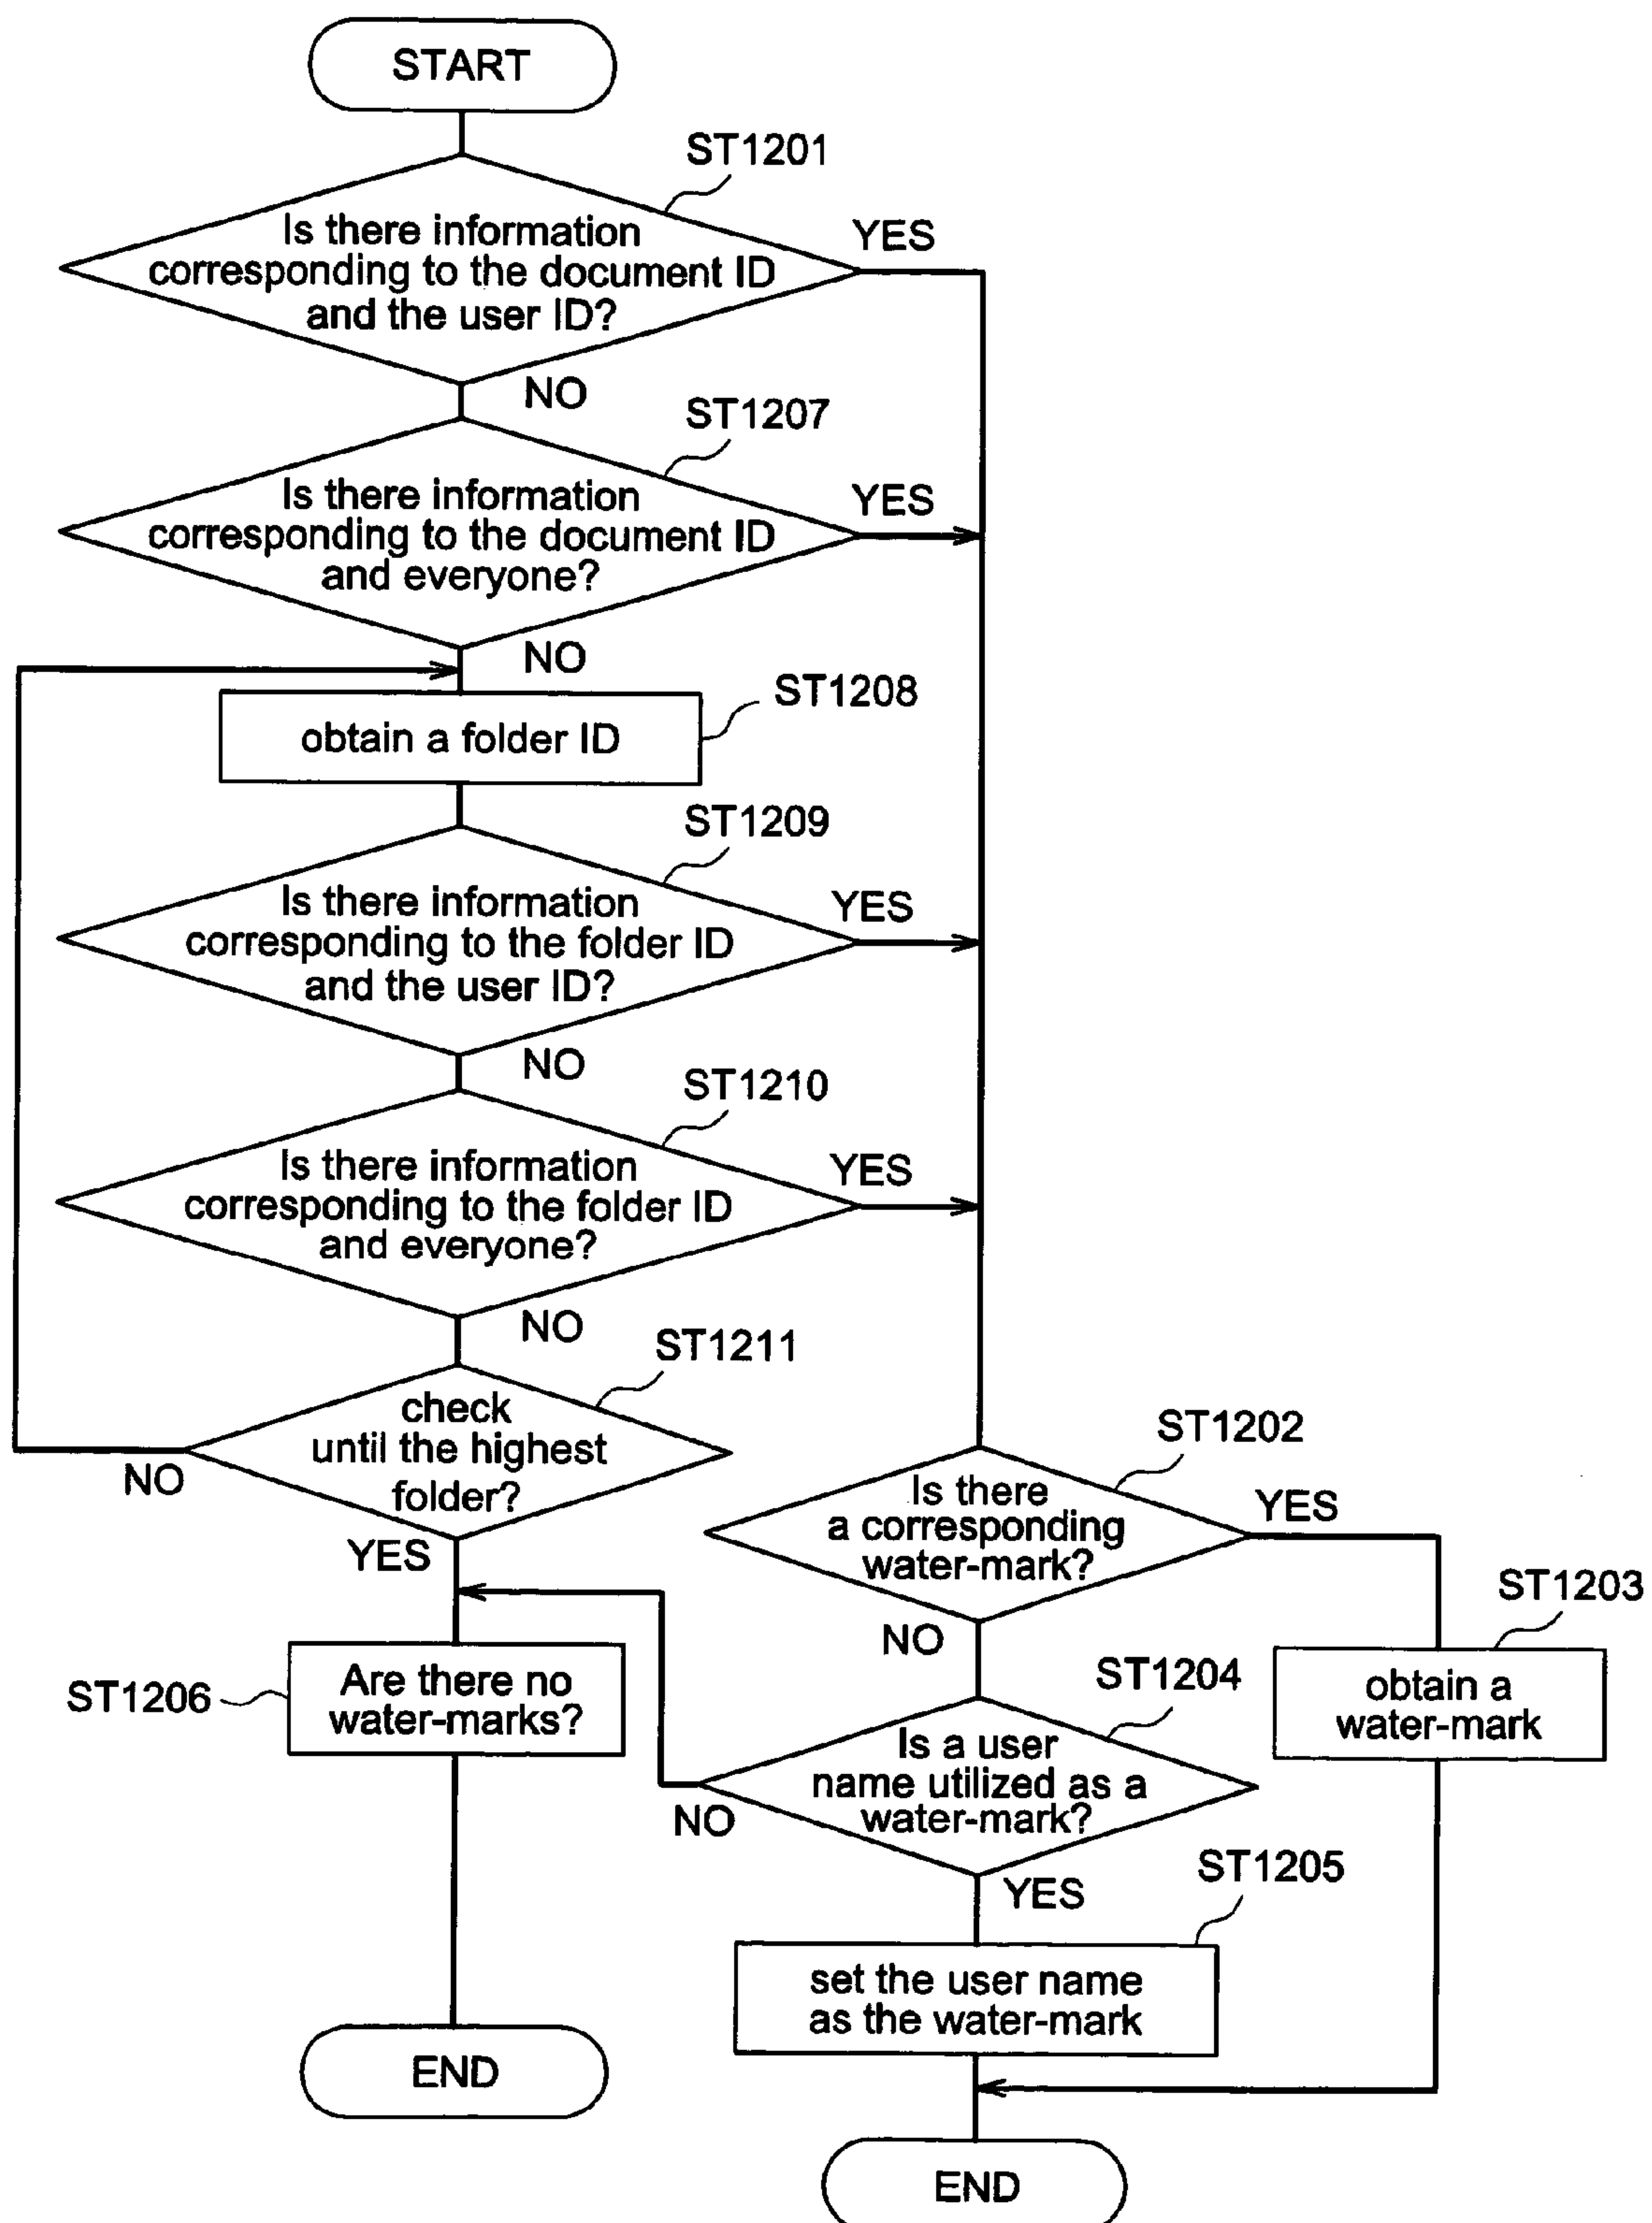 START
ST1201
Is there information
corresponding to the document ID
and the user ID?
YES
NO
ST1207
Is there information
corresponding to the document ID
and everyone?
YES
NO
ST1208
obtain a folder ID
ST1209
Is there information
corresponding to the folder ID
and the user ID?
YES
NO
ST1210
Is there information
corresponding to the folder ID
and everyone?
YES
NO
ST1211
check
until the highest
folder?
NO
YES
ST1202
Is there
a corresponding
water-mark?
YES
NO
ST1203
obtain a
water-mark
ST1206
Are there no
water-marks?
ST1204
Is a user
name utilized as a
water-mark?
NO
YES
ST1205
set the user name
as the water-mark
END
END